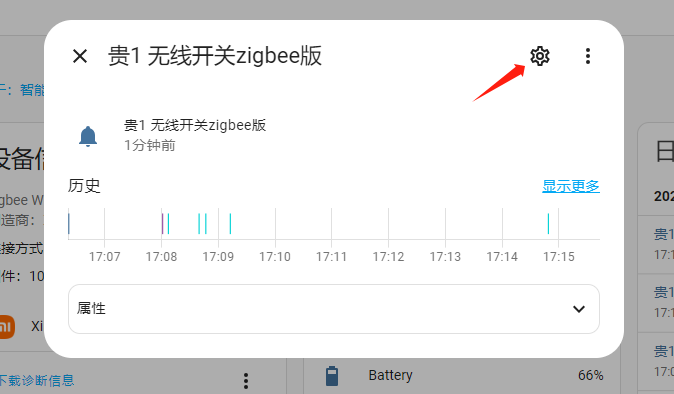 贵1 无线开关zigbee版
于：智能
贵1 无线开关zigbee版
1分钟前
设备信
日
历史
显示更多
gbee W
造商：
202
接方式
17:07 17:08 17:09 17:10 17:11 17:12 17:13 17:14 17:15
贵1
17:1
件：10
属性
贵1
17:1
Xi
贵1
17:0
下载诊断信息
Battery 66%